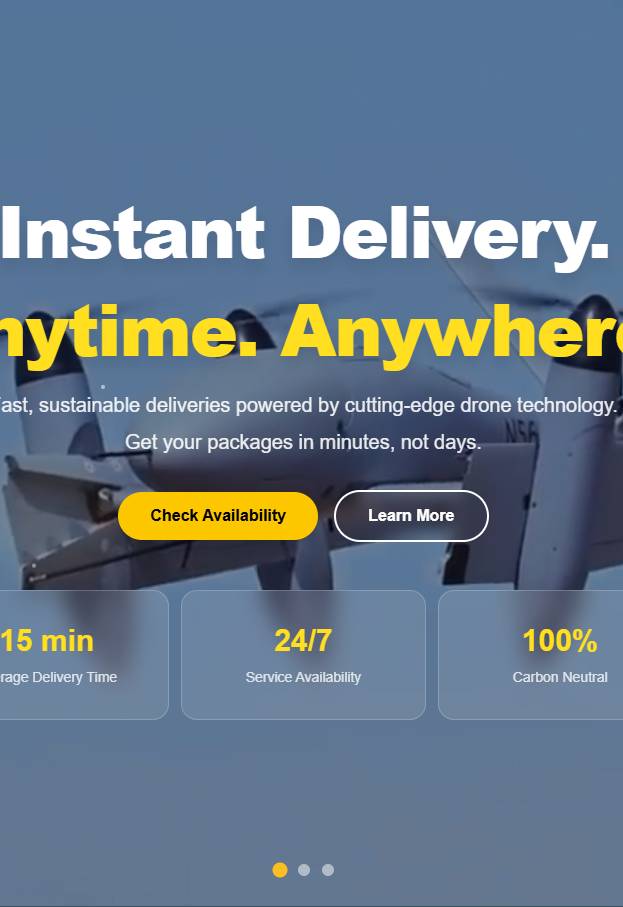 Instant Delivery.
nytime. Anywhere
ast, sustainable deliveries powered by cutting-edge drone technology.
Get your packages in minutes, not days.
Check Availability
Learn More
15 min
24/7
100%
rage Delivery Time
Service Availability
Carbon Neutral